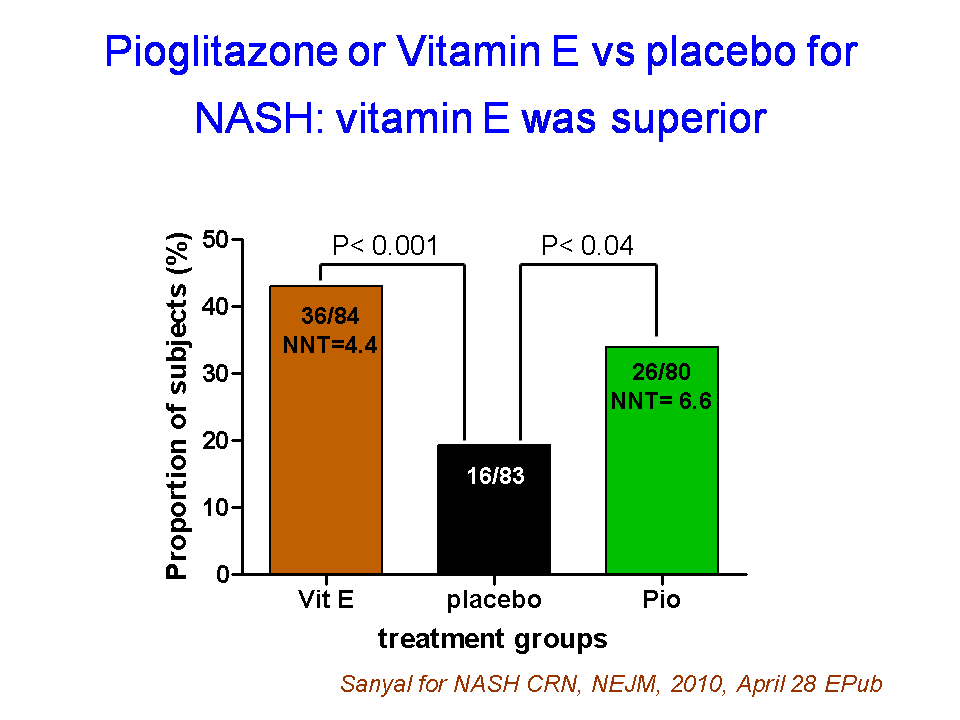 Pioglitazone or Vitamin E vs placebo for
NASH: vitamin E was superior
Proportion of subjects (%)
50
40
30
20
10
0
P< 0.001
P< 0.04
36/84
NNT=4.4
16/83
26/80
NNT= 6.6
Vit E
placebo
Pio
treatment groups
Sanyal for NASH CRN, NEJM, 2010, April 28 EPub